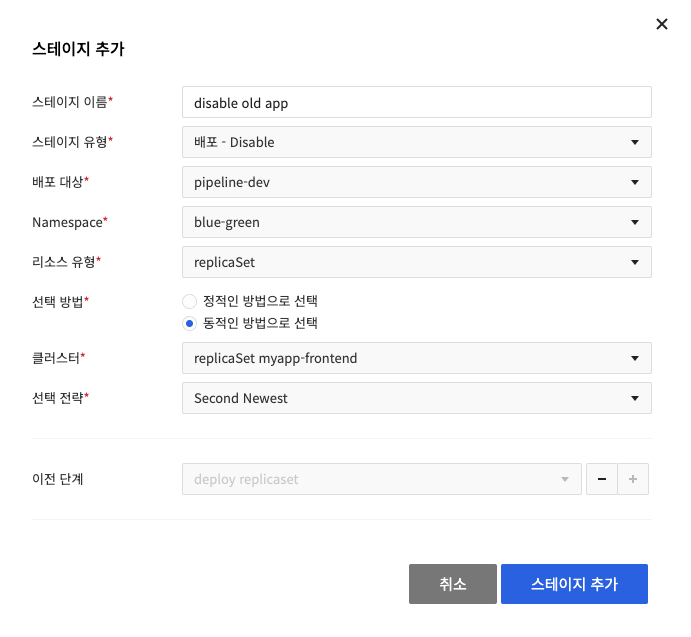 스테이지 추가
스테이지 이름* disable old app
스테이지 유형* 배포 - Disable
배포 대상* pipeline-dev
Namespace* blue-green
리소스 유형* replicaSet
선택 방법* 정적인 방법으로 선택
동적인 방법으로 선택
클러스터* replicaSet myapp-frontend
선택 전략* Second Newest
이전 단계 deploy replicaset
취소 스테이지 추가